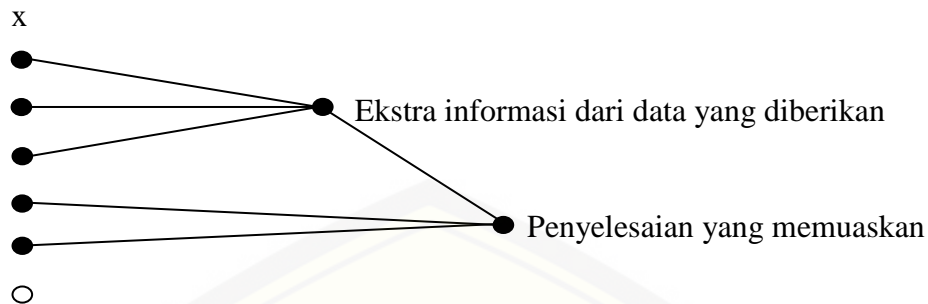 x
Ekstra informasi dari data yang diberikan
Penyelesaian yang memuaskan